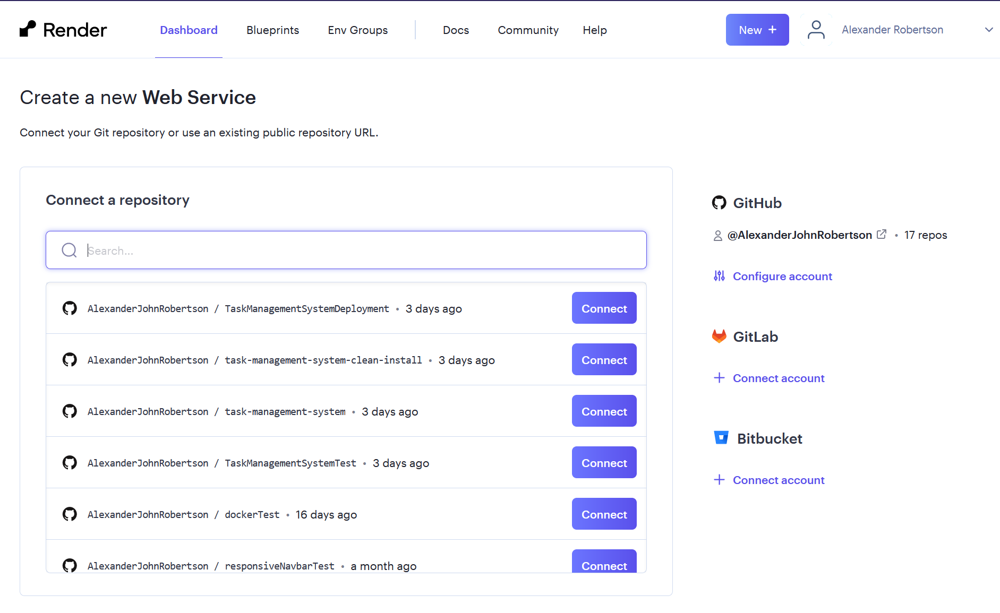 Render Dashboard Blueprints Env Groups Docs Community Help New + Alexander Robertson
Create a new Web Service
Connect your Git repository or use an existing public repository URL.
Connect a repository
Search...
AlexanderJohnRobertson / TaskManagementSystemDeployment • 3 days ago Connect
AlexanderJohnRobertson / task-management-system-clean-install • 3 days ago Connect
AlexanderJohnRobertson / task-management-system • 3 days ago Connect
AlexanderJohnRobertson / TaskManagementSystemTest • 3 days ago Connect
AlexanderJohnRobertson / dockerTest • 16 days ago Connect
AlexanderJohnRobertson / responsiveNavbarTest • a month ago Connect
GitHub
@AlexanderJohnRobertson • 17 repos
Configure account
GitLab
Connect account
Bitbucket
Connect account